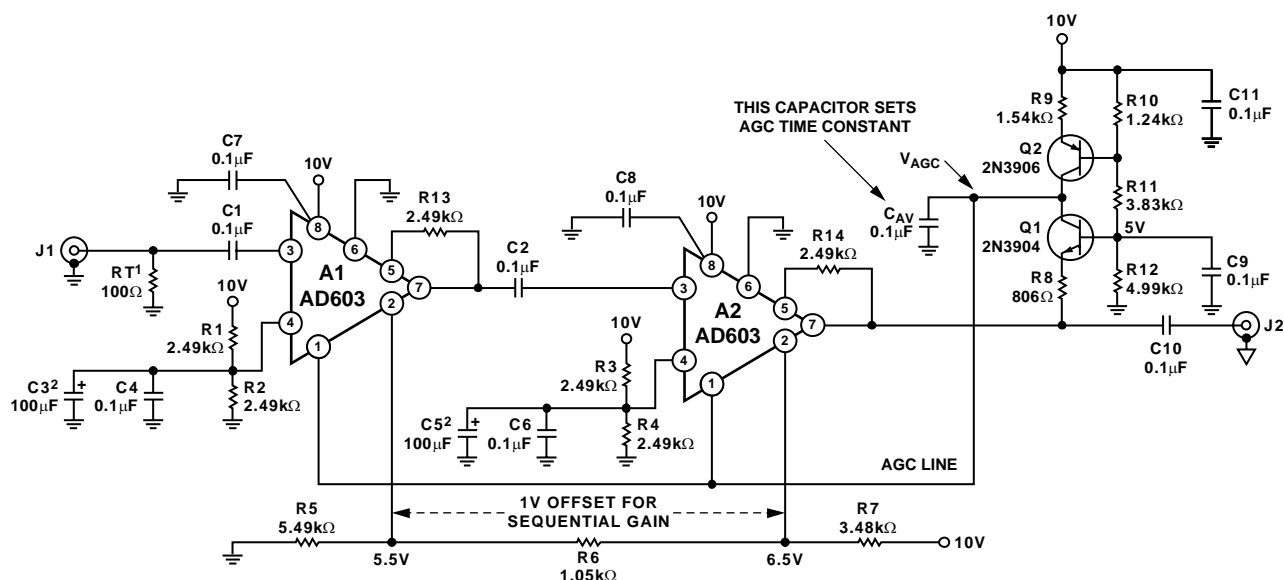 10V
THIS CAPACITOR SETS
AGC TIME CONSTANT
R9
1.54kΩ
R10
1.24kΩ
C11
0.1µF
C7
0.1µF
10V
C8
0.1µF
10V
VAGC
Q2
2N3906
R13
2.49kΩ
CAV
0.1µF
R11
3.83kΩ
C1
0.1µF
8
6
J1
3
5
A1
AD603
7
2
C2
0.1µF
8
6
R14
2.49kΩ
Q1
2N3904
5V
RT1
100Ω
10V
4
3
5
A2
AD603
7
2
R8
806Ω
R12
4.99kΩ
C9
0.1µF
R1
2.49kΩ
1
10V
J2
C10
0.1µF
R3
2.49kΩ
4
1
C32
100µF
+
C4
0.1µF
R2
2.49kΩ
C52
100µF
+
C6
0.1µF
R4
2.49kΩ
AGC LINE
1V OFFSET FOR
SEQUENTIAL GAIN
R5
5.49kΩ
R7
3.48kΩ
10V
5.5V
R6
1.05kΩ
6.5V